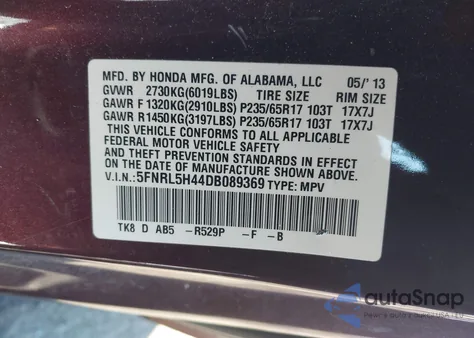 MFD. BY HONDA MFG. OF ALABAMA, LLC 05/'13
GVWR 2730KG(6019LBS) TIRE SIZE RIM SIZE
GAWR F 1320KG(2910LBS) P235/65R17 103T 17X7J
GAWR R1450KG(3197LBS) P235/65R17 103T 17X7J
THIS VEHICLE CONFORMS TO ALL APPLICABLE
FEDERAL MOTOR VEHICLE SAFETY
AND THEFT PREVENTION STANDARDS IN EFFECT
ON THE DATE OF MANUFACTURE SHOWN ABOVE.
V.I.N.:5FNRL5H44DB089369 TYPE: MPV
TK8 D AB5 -R529P -F -B
autoSnap